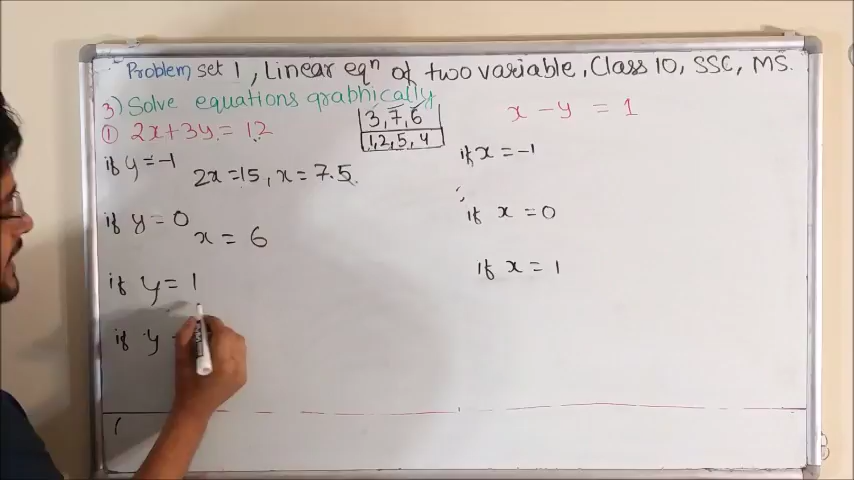 Problem set 1, Linear eqn of two variable, Class 10, SSC, MS.
3) Solve equations graphically
① 2x+3y = 12
3,7,6
1,2,5,4
x - y = 1
if y = -1
2x = 15, x = 7.5
if y = 0
x = 6
if y = 1
if y
if x = -1
if x = 0
if x = 1